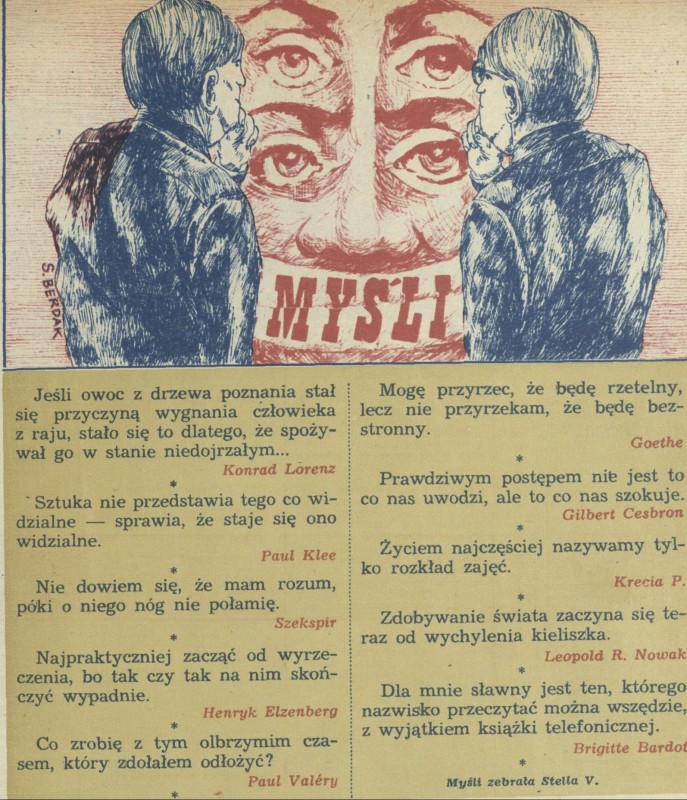 S. BERDAK
MYŚLI
Jeśli owoc z drzewa poznania stał
się przyczyną wygnania człowieka
z raju, stało się to dlatego, że spoży-
wał go w stanie niedojrzałym...
Konrad Lorenz
*
Sztuka nie przedstawia tego co wi-
dzialne — sprawia, że staje się ono
widzialne.
Paul Klee
*
Nie dowiem się, że mam rozum,
póki o niego nóg nie połamię.
Szekspir
*
Najpraktyczniej zacząć od wyrze-
czenia, bo tak czy tak na nim skoń-
czyć wypadnie.
Henryk Elzenberg
*
Co zrobię z tym olbrzymim cza-
sem, który zdołałem odłożyć?
Paul Valéry
*
Mogę przyrzec, że będę rzetelny,
lecz nie przyrzekam, że będę bez-
stronny.
Goethe
*
Prawdziwym postępem nie jest to
co nas uwodzi, ale to co nas szokuje.
Gilbert Cesbron
*
Życiem najczęściej nazywamy tyl-
ko rozkład zajęć.
Krecia P.
*
Zdobywanie świata zaczyna się te-
raz od wychylenia kieliszka.
Leopold R. Nowak
*
Dla mnie sławny jest ten, którego
nazwisko przeczytać można wszędzie,
z wyjątkiem książki telefonicznej.
Brigitte Bardot
*
Myśli zebrała Stella V.